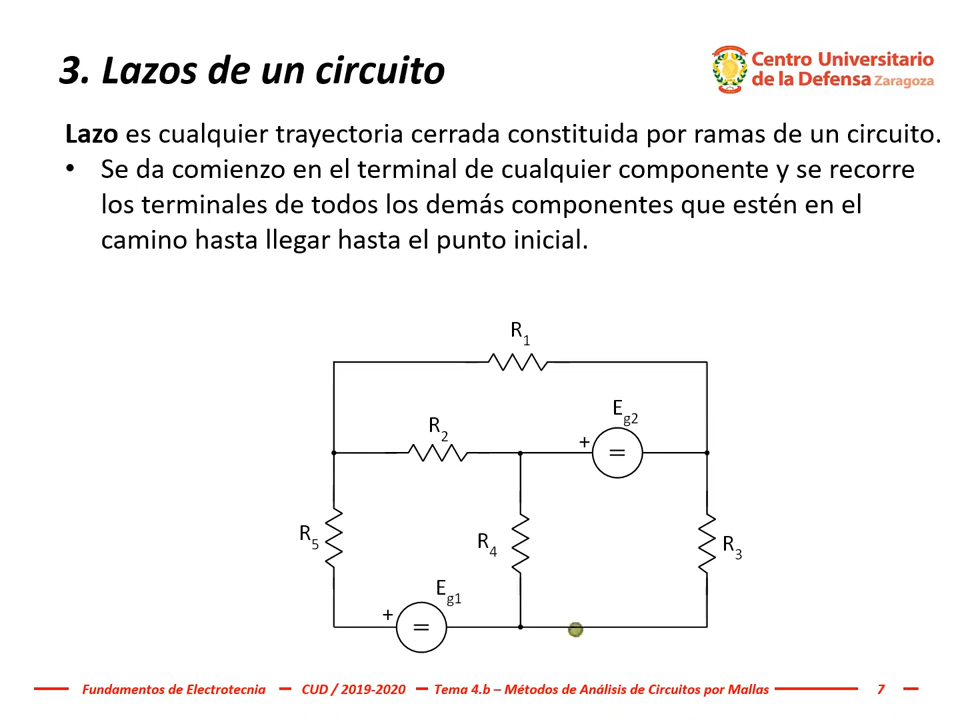 3. Lazos de un circuito
Centro Universitario
de la Defensa Zaragoza
Lazo es cualquier trayectoria cerrada constituida por ramas de un circuito.
• Se da comienzo en el terminal de cualquier componente y se recorre
los terminales de todos los demás componentes que estén en el
camino hasta llegar hasta el punto inicial.
R1
Eg2
R2
+
=
R5
R4
R3
Eg1
+
=
Fundamentos de Electrotecnia – CUD / 2019-2020 – Tema 4.b – Métodos de Análisis de Circuitos por Mallas 7